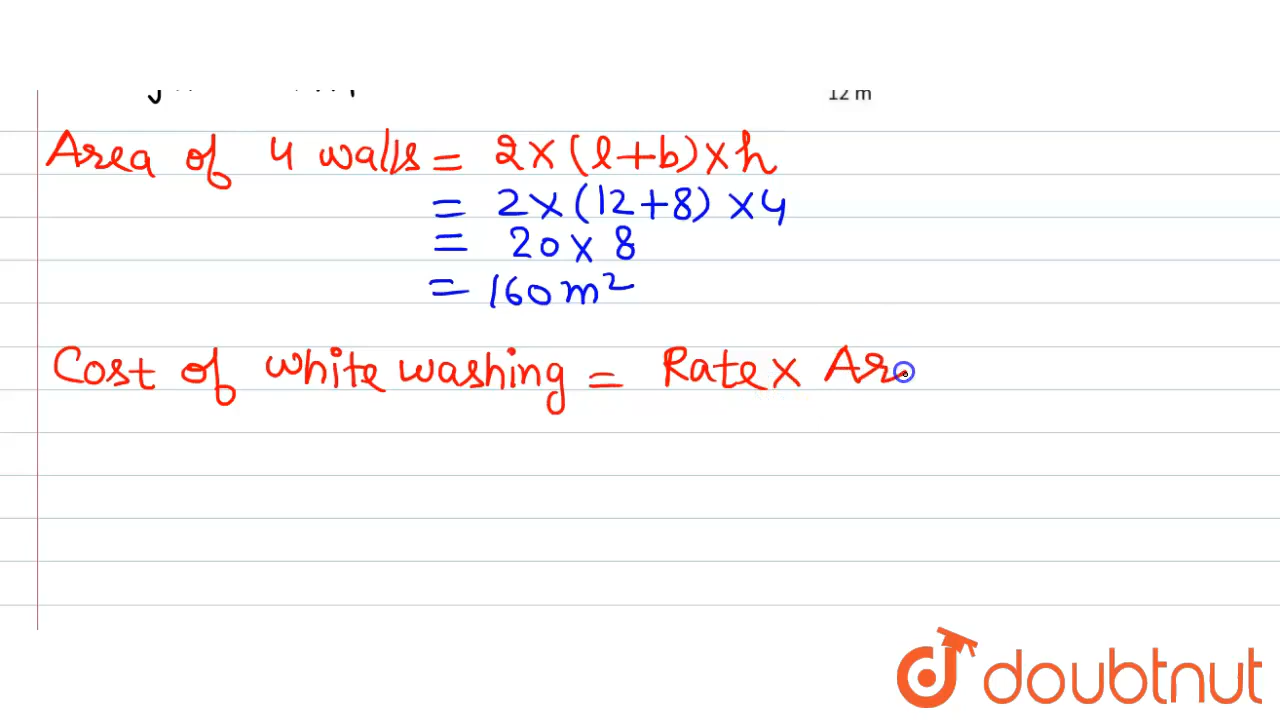 12 m
Area of 4 walls = 2×(l+b)×h
= 2×(12+8)×4
= 20×8
= 160 m²
Cost of white washing = Rate× Ar
doubtnut